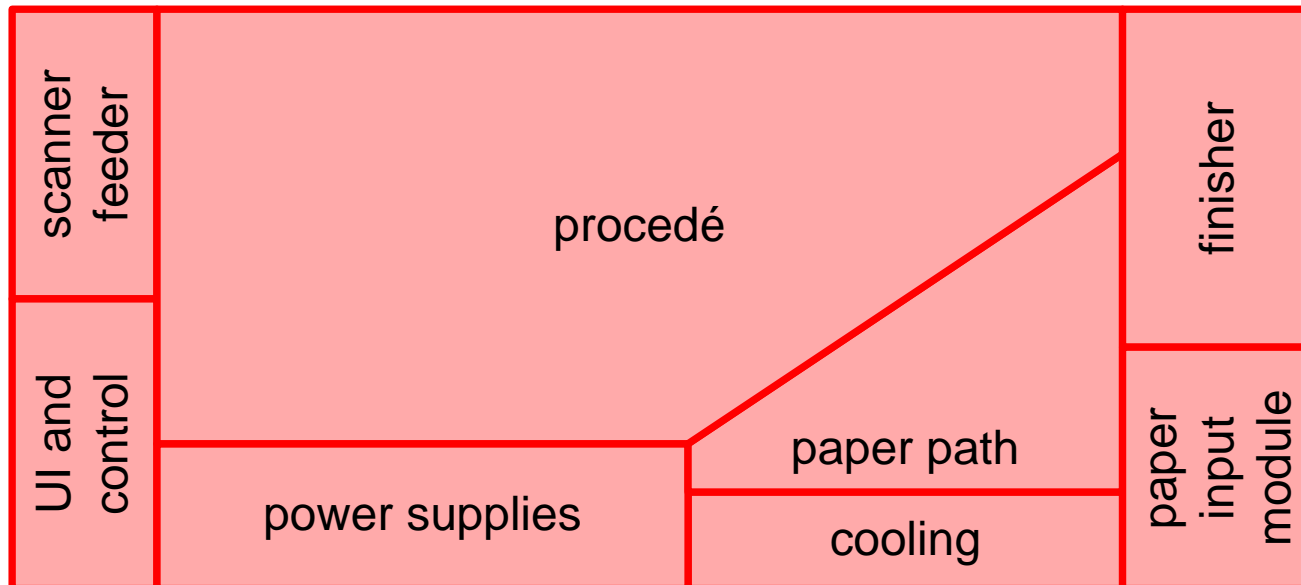 scanner
feeder
procedé
finisher
UI and
control
power supplies
paper path
cooling
paper
input
module